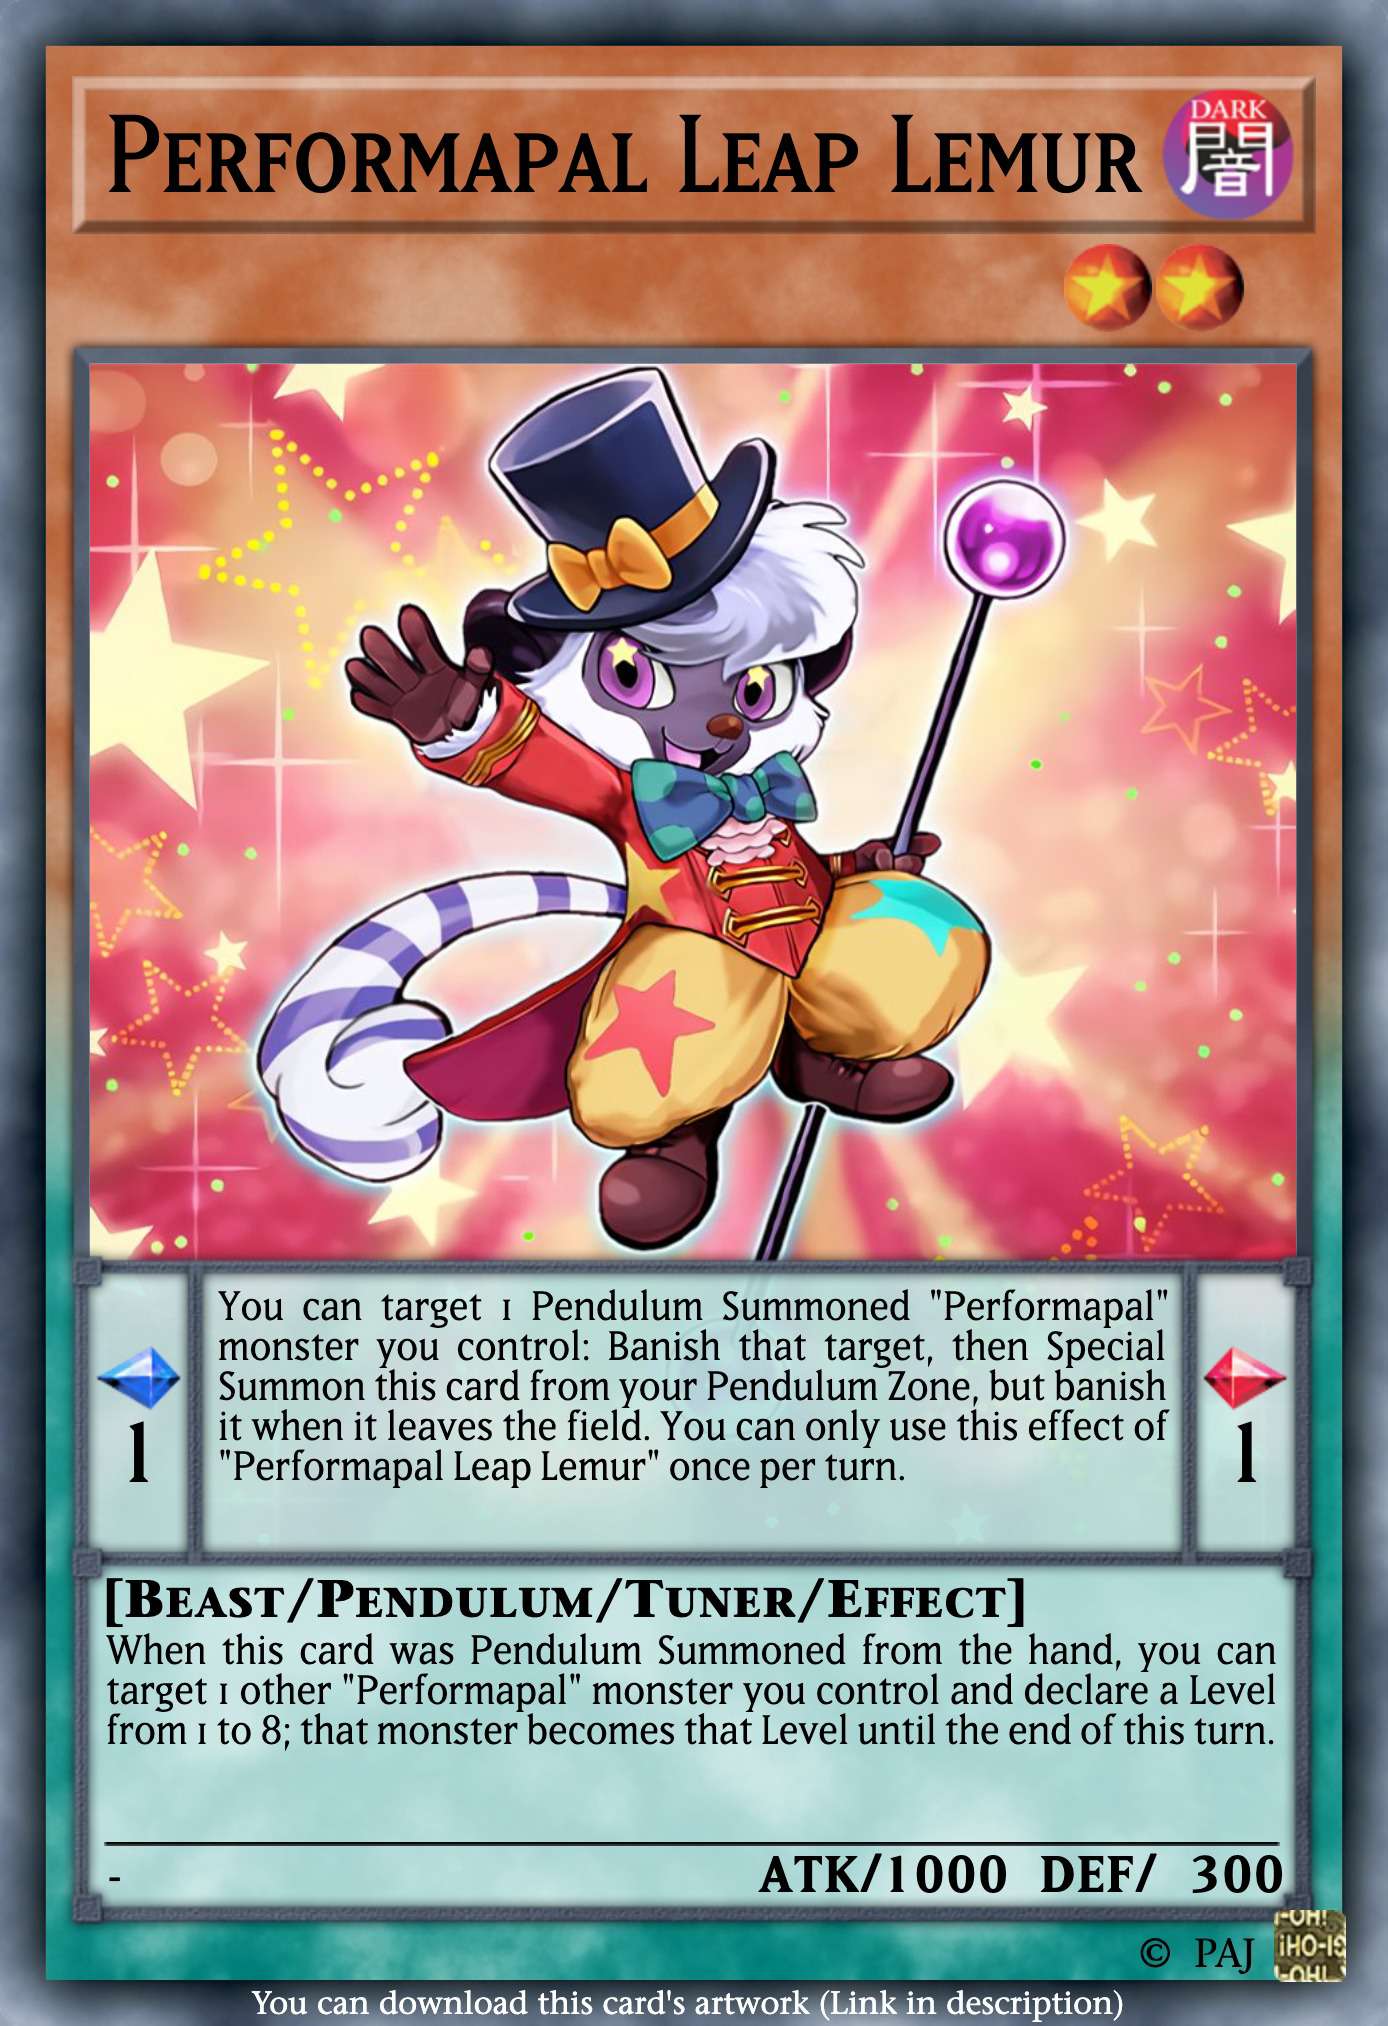 Performapal Leap Lemur
DARK
闇
You can target 1 Pendulum Summoned "Performapal"
monster you control: Banish that target, then Special
Summon this card from your Pendulum Zone, but banish
it when it leaves the field. You can only use this effect of
"Performapal Leap Lemur" once per turn.
1
1
[Beast/Pendulum/Tuner/Effect]
When this card was Pendulum Summoned from the hand, you can
target 1 other "Performapal" monster you control and declare a Level
from 1 to 8; that monster becomes that Level until the end of this turn.
-
ATK/1000 DEF/ 300
© PAJ
You can download this card's artwork (Link in description)